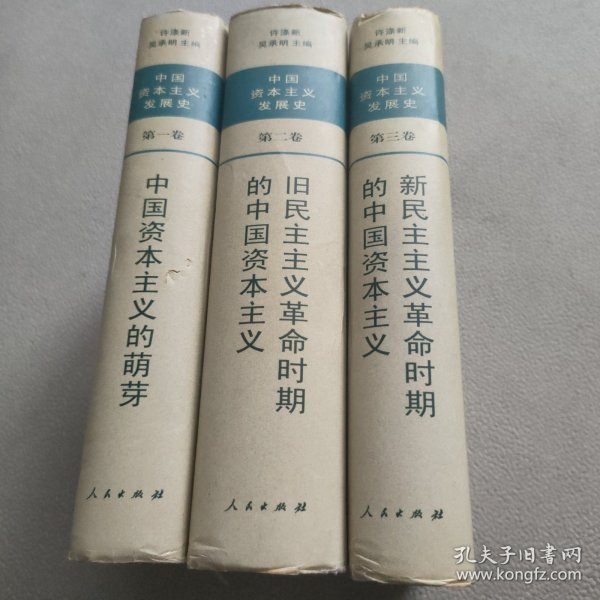 许涤新
吴承明 主编
中国
资本主义
发展史
第一卷
中国资本主义的萌芽
人民出版社
许涤新
吴承明 主编
中国
资本主义
发展史
第二卷
旧民主主义革命时期
的中国资本主义
人民出版社
许涤新
吴承明 主编
中国
资本主义
发展史
第三卷
新民主主义革命时期
的中国资本主义
人民出版社
孔夫子旧书网
www.kongfz.com